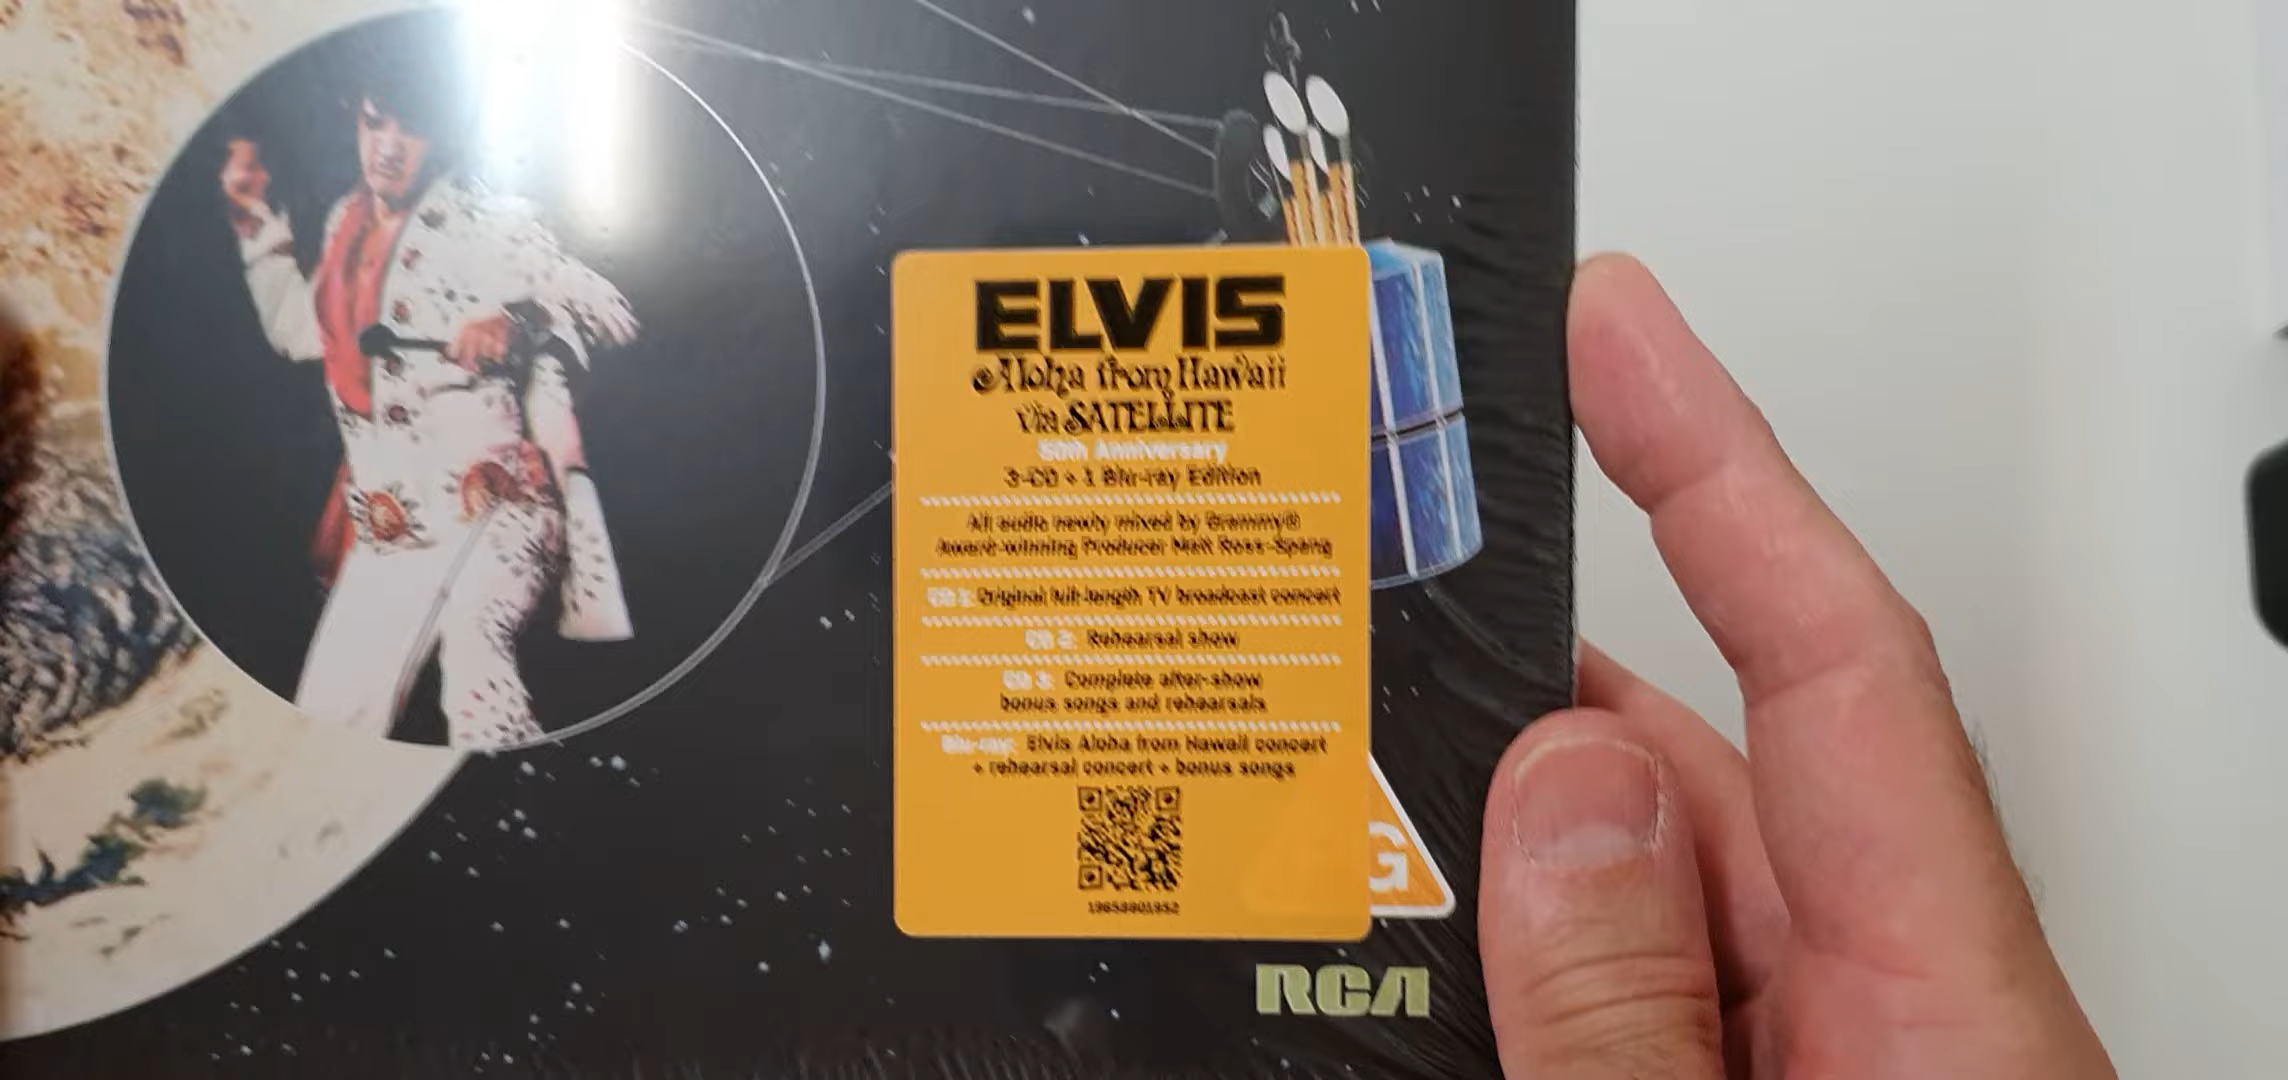 ELVIS
Aloha from Hawaii
via SATELLITE
50th Anniversary
3-CD + 1 Blu-ray Edition
All audio newly mixed by Grammy®
Award-winning Producer Matt Ross-Spang
CD 1: Original full-length TV broadcast concert
CD 2: Rehearsal show
CD 3: Complete after-show
bonus songs and rehearsals
Blu-ray: Elvis Aloha from Hawaii concert
+ rehearsal concert + bonus songs
G
RCA